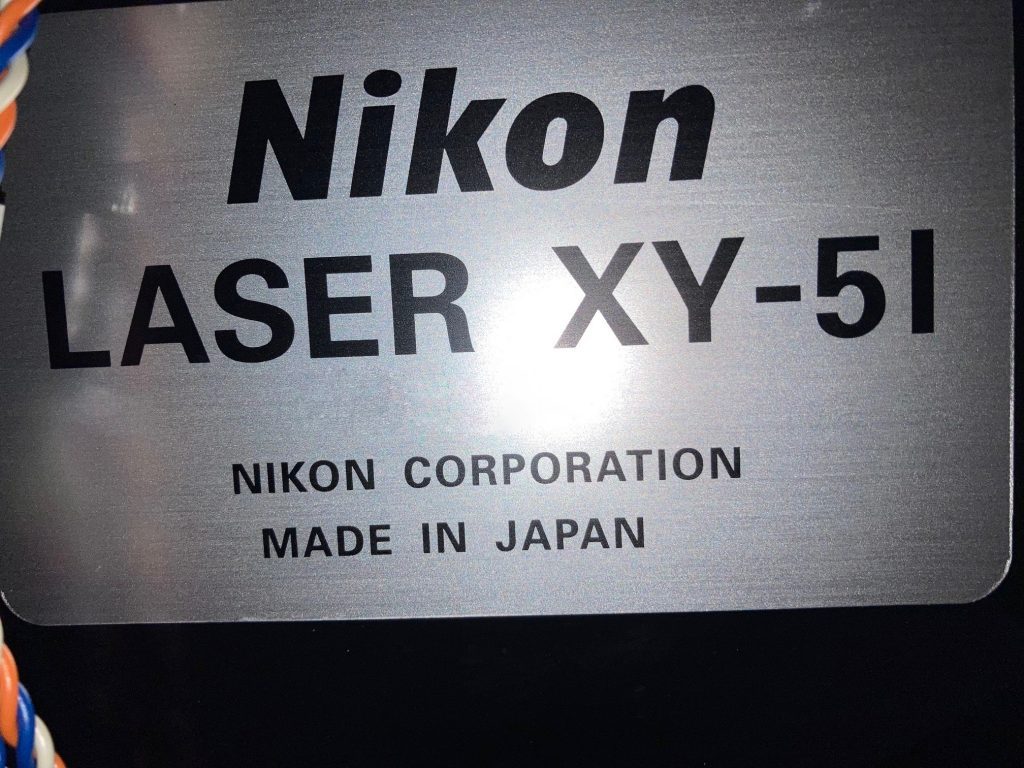 Nikon
LASER XY-5I
NIKON CORPORATION
MADE IN JAPAN